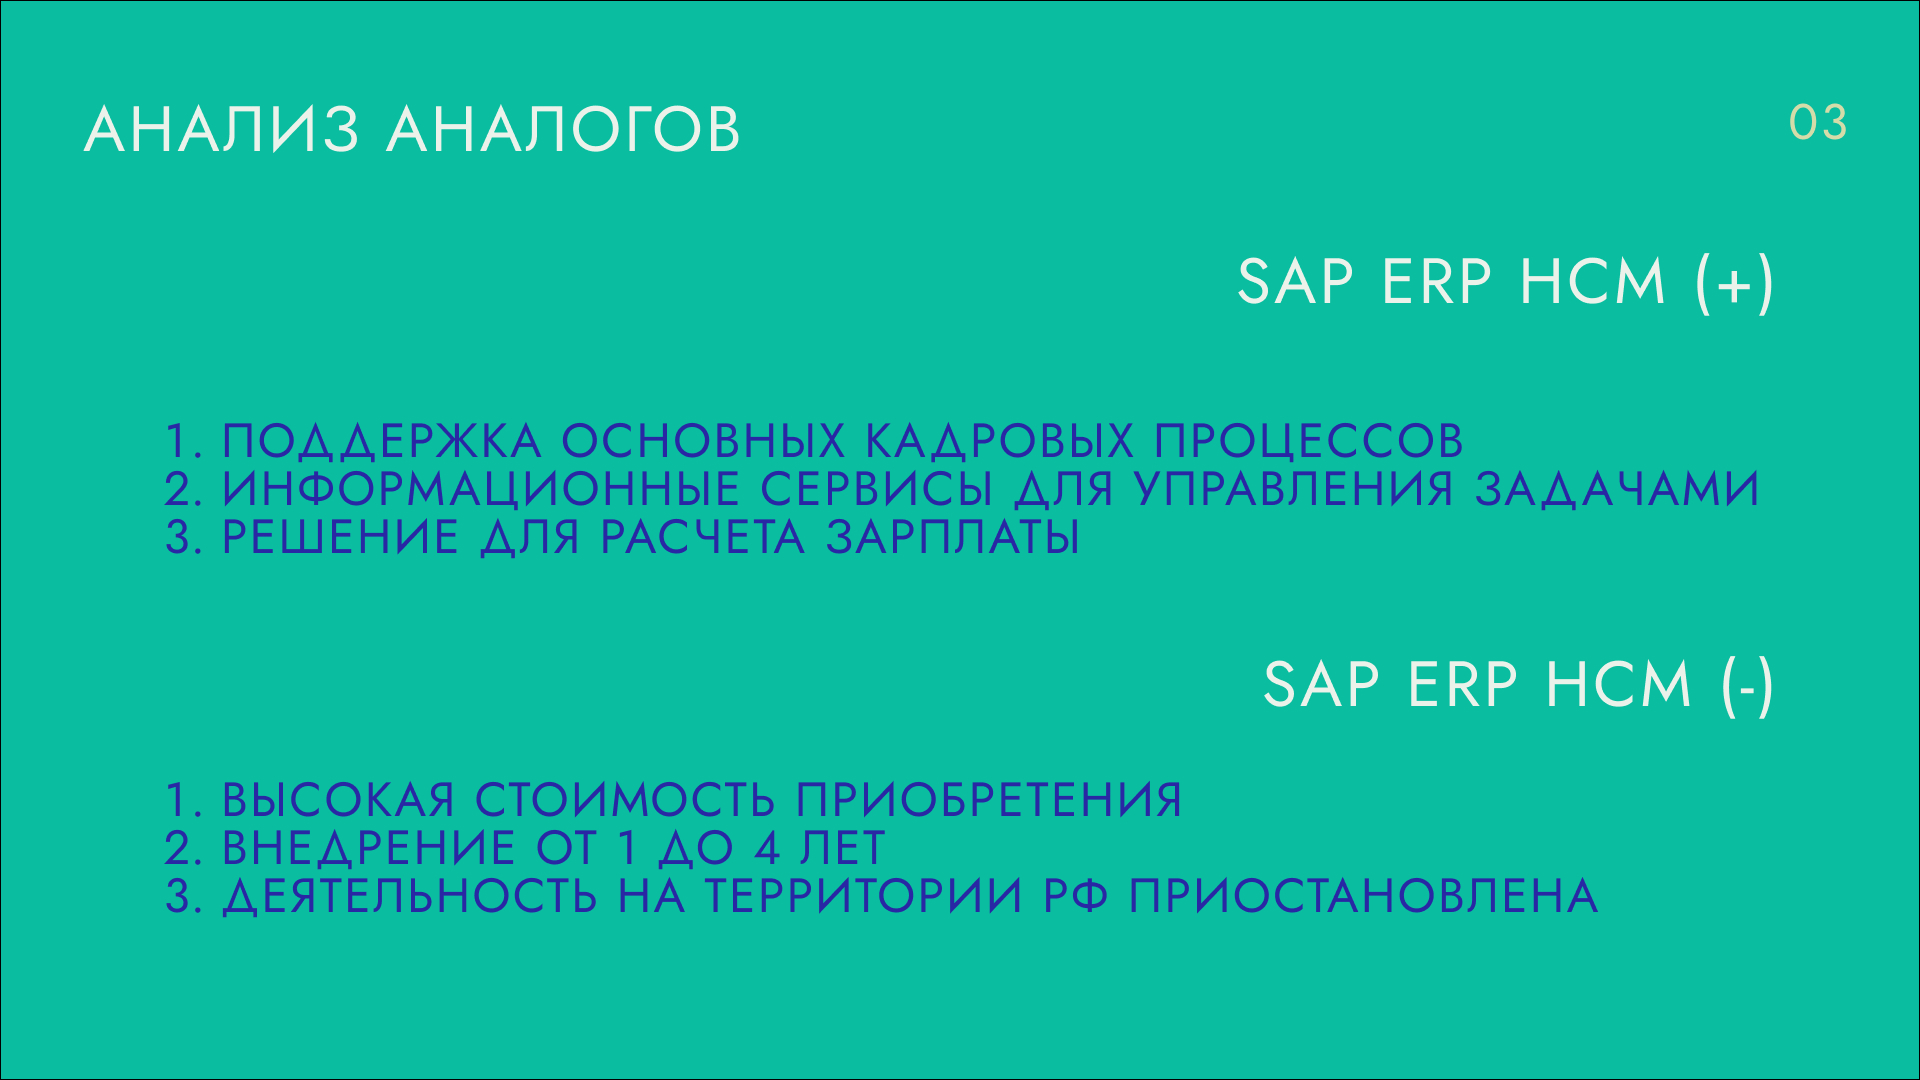 АНАЛИЗ АНАЛОГОВ
03
SAP ERP HCM (+)
1. ПОДДЕРЖКА ОСНОВНЫХ КАДРОВЫХ ПРОЦЕССОВ
2. ИНФОРМАЦИОННЫЕ СЕРВИСЫ ДЛЯ УПРАВЛЕНИЯ ЗАДАЧАМИ
3. РЕШЕНИЕ ДЛЯ РАСЧЕТА ЗАРПЛАТЫ
SAP ERP HCM (-)
1. ВЫСОКАЯ СТОИМОСТЬ ПРИОБРЕТЕНИЯ
2. ВНЕДРЕНИЕ ОТ 1 ДО 4 ЛЕТ
3. ДЕЯТЕЛЬНОСТЬ НА ТЕРРИТОРИИ РФ ПРИОСТАНОВЛЕНА